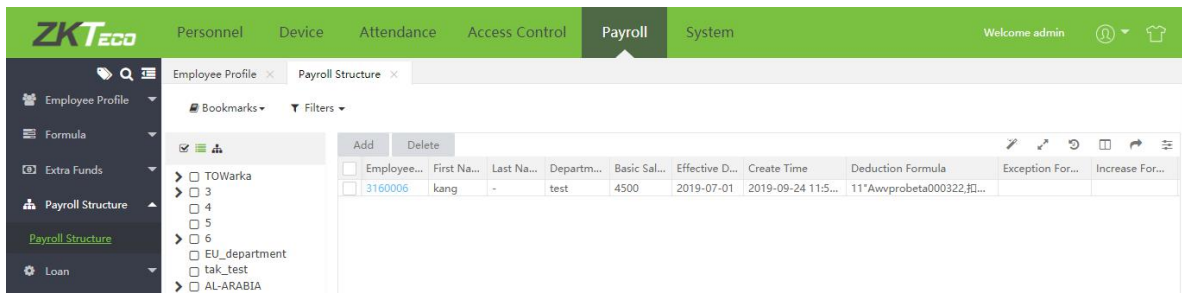 ZKTeco
Personnel Device Attendance Access Control Payroll System Welcome admin
Employee Profile Payroll Structure
Employee Profile
Bookmarks Filters
Formula
Add Delete
Extra Funds
Employee... First Na... Last Na... Departm... Basic Sal... Effective D... Create Time Deduction Formula Exception For... Increase For...
TOWarka
3160006 kang - test 4500 2019-07-01 2019-09-24 11:5... 11"Awvprobeta000322,扣...
3
Payroll Structure
4
5
Payroll Structure
6
EU_department
Loan
tak_test
AL-ARABIA